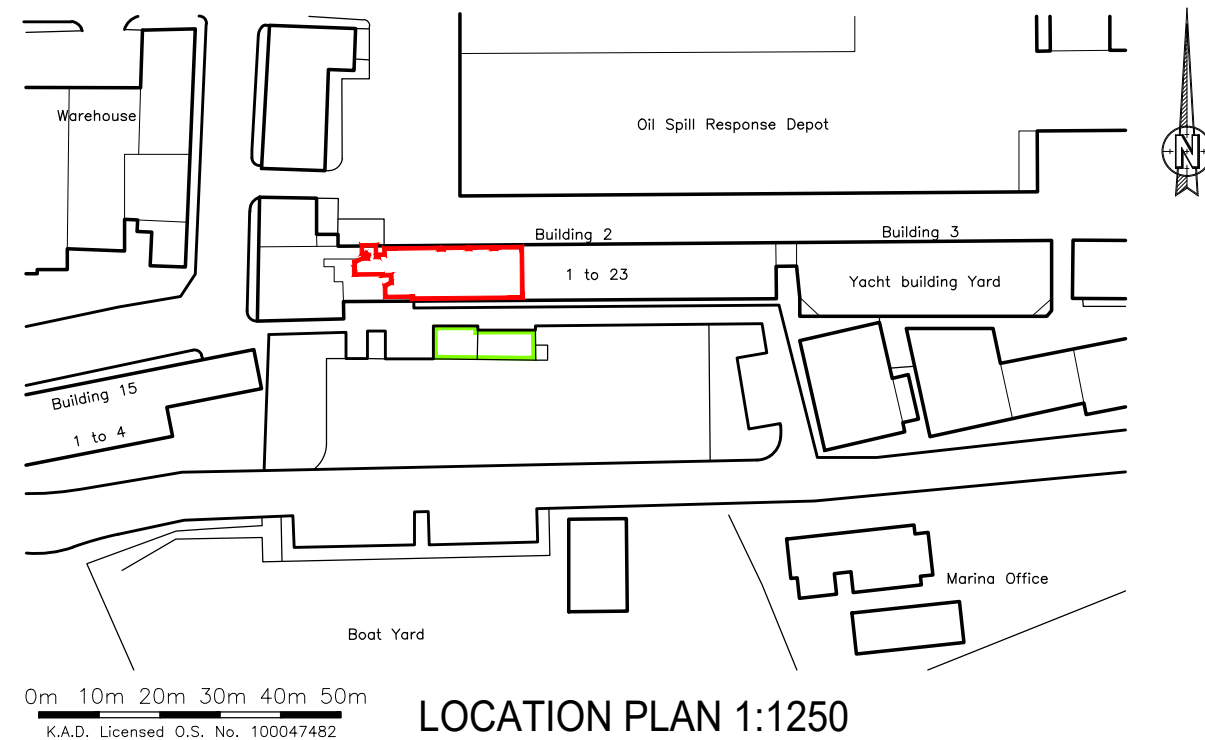 Warehouse
Oil Spill Response Depot
N
Building 2
Building 3
1 to 23
Yacht building Yard
Building 15
1 to 4
Marina Office
Boat Yard
0m 10m 20m 30m 40m 50m
K.A.D. Licensed O.S. No. 100047482
LOCATION PLAN 1:1250